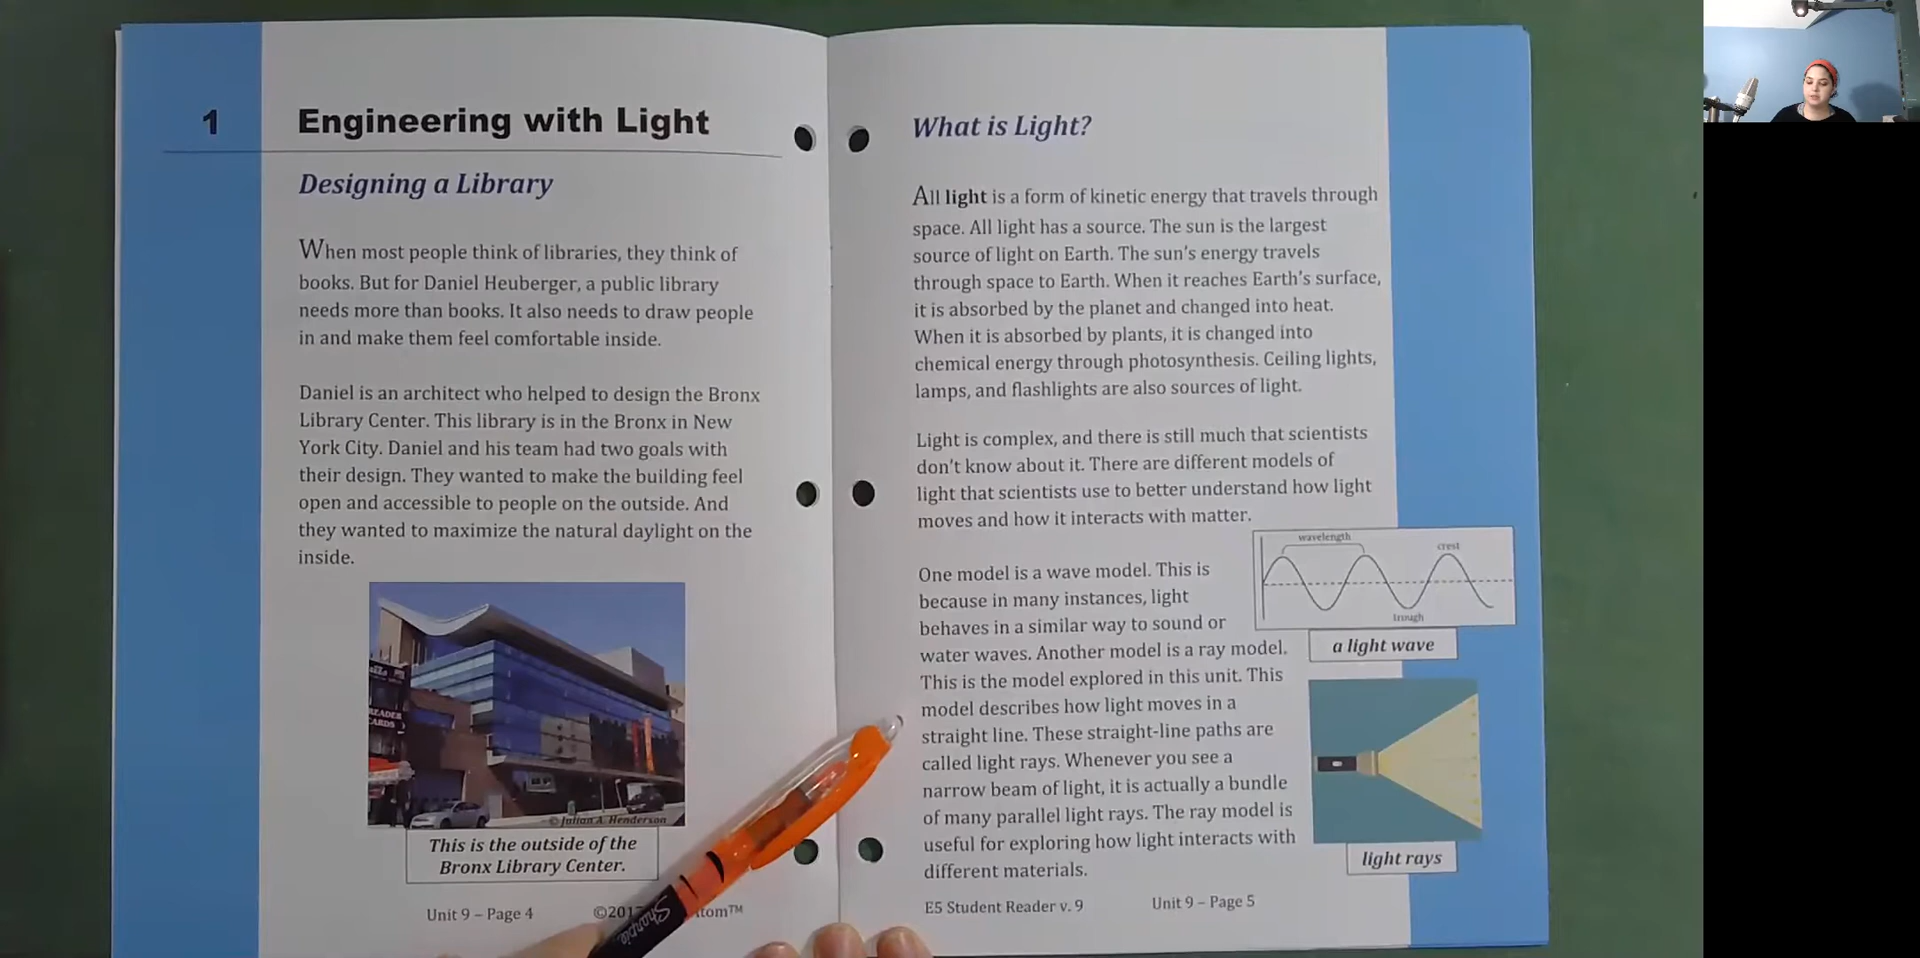 1
Engineering with Light
Designing a Library
When most people think of libraries, they think of
books. But for Daniel Heuberger, a public library
needs more than books. It also needs to draw people
in and make them feel comfortable inside.
Daniel is an architect who helped to design the Bronx
Library Center. This library is in the Bronx in New
York City. Daniel and his team had two goals with
their design. They wanted to make the building feel
open and accessible to people on the outside. And
they wanted to maximize the natural daylight on the
inside.
READER
CARDS
© Julian A. Henderson
This is the outside of the
Bronx Library Center.
Unit 9 – Page 4
©201
tom™
Sharpie
What is Light?
All light is a form of kinetic energy that travels through
space. All light has a source. The sun is the largest
source of light on Earth. The sun's energy travels
through space to Earth. When it reaches Earth's surface,
it is absorbed by the planet and changed into heat.
When it is absorbed by plants, it is changed into
chemical energy through photosynthesis. Ceiling lights,
lamps, and flashlights are also sources of light.
Light is complex, and there is still much that scientists
don't know about it. There are different models of
light that scientists use to better understand how light
moves and how it interacts with matter.
One model is a wave model. This is
because in many instances, light
behaves in a similar way to sound or
water waves. Another model is a ray model.
This is the model explored in this unit. This
model describes how light moves in a
straight line. These straight-line paths are
called light rays. Whenever you see a
narrow beam of light, it is actually a bundle
of many parallel light rays. The ray model is
useful for exploring how light interacts with
different materials.
wavelength
crest
trough
a light wave
light rays
E5 Student Reader v. 9
Unit 9 – Page 5